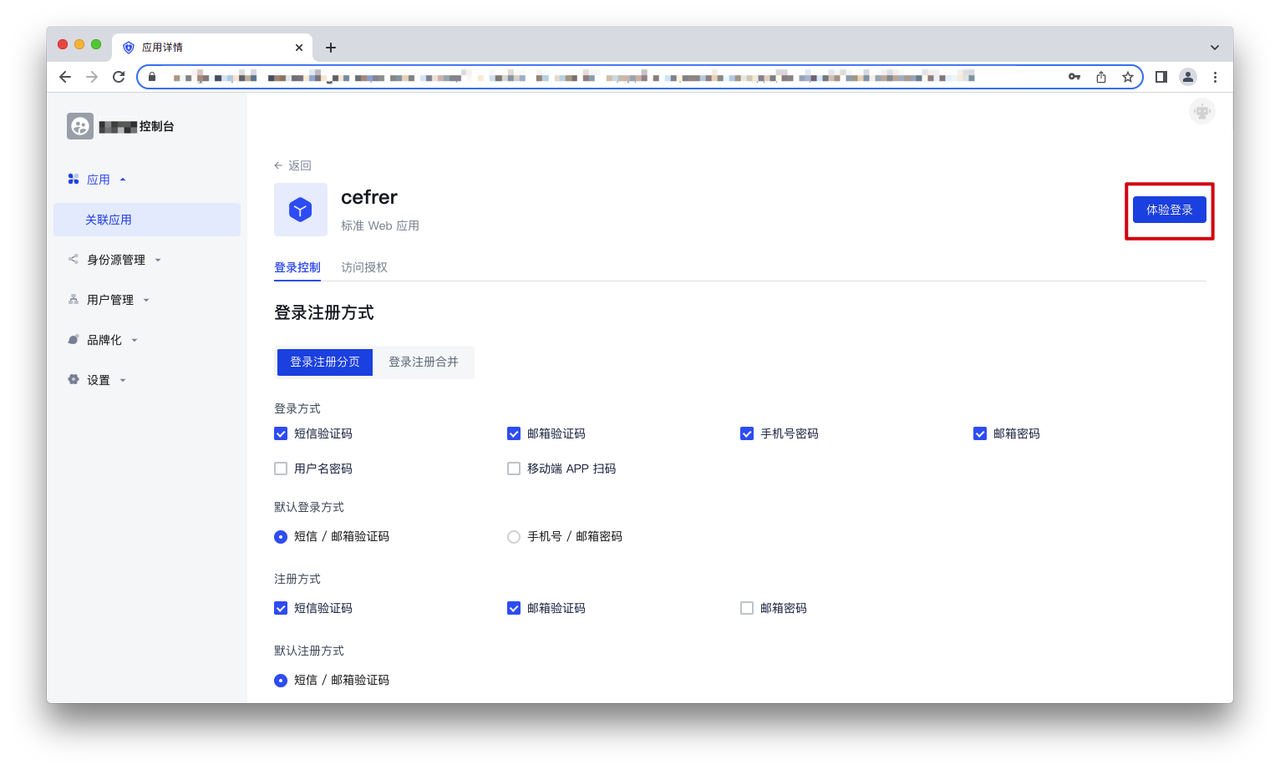 应用详情
控制台
应用
关联应用
身份源管理
用户管理
品牌化
设置
← 返回
cefrer
标准 Web 应用
体验登录
登录控制 访问授权
登录注册方式
登录注册分页 登录注册合并
登录方式
短信验证码 邮箱验证码 手机号密码 邮箱密码
用户名密码 移动端 APP 扫码
默认登录方式
短信 / 邮箱验证码 手机号 / 邮箱密码
注册方式
短信验证码 邮箱验证码 邮箱密码
默认注册方式
短信 / 邮箱验证码